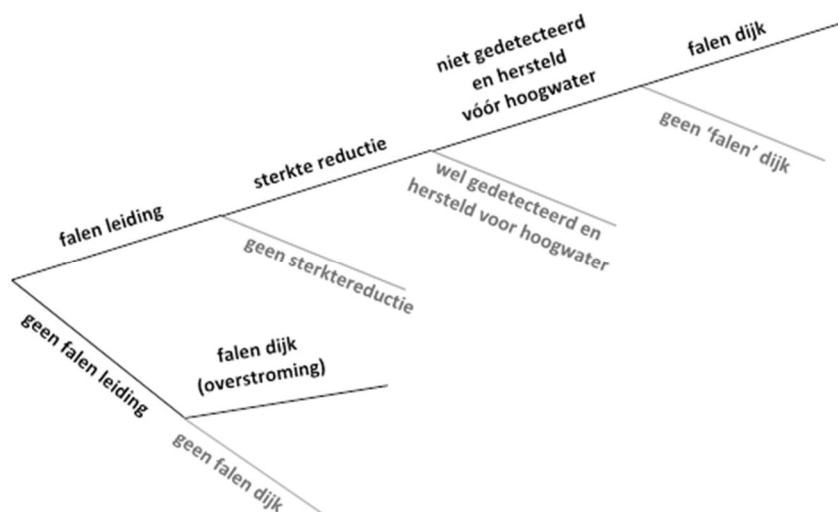 niet gedetecteerd
en hersteld
vóór hoogwater
falen dijk
geen ‘falen’ dijk
sterkte reductie
wel gedetecteerd en
hersteld voor hoogwater
falen leiding
geen sterktereductie
geen falen leiding
falen dijk
(overstroming)
geen falen dijk